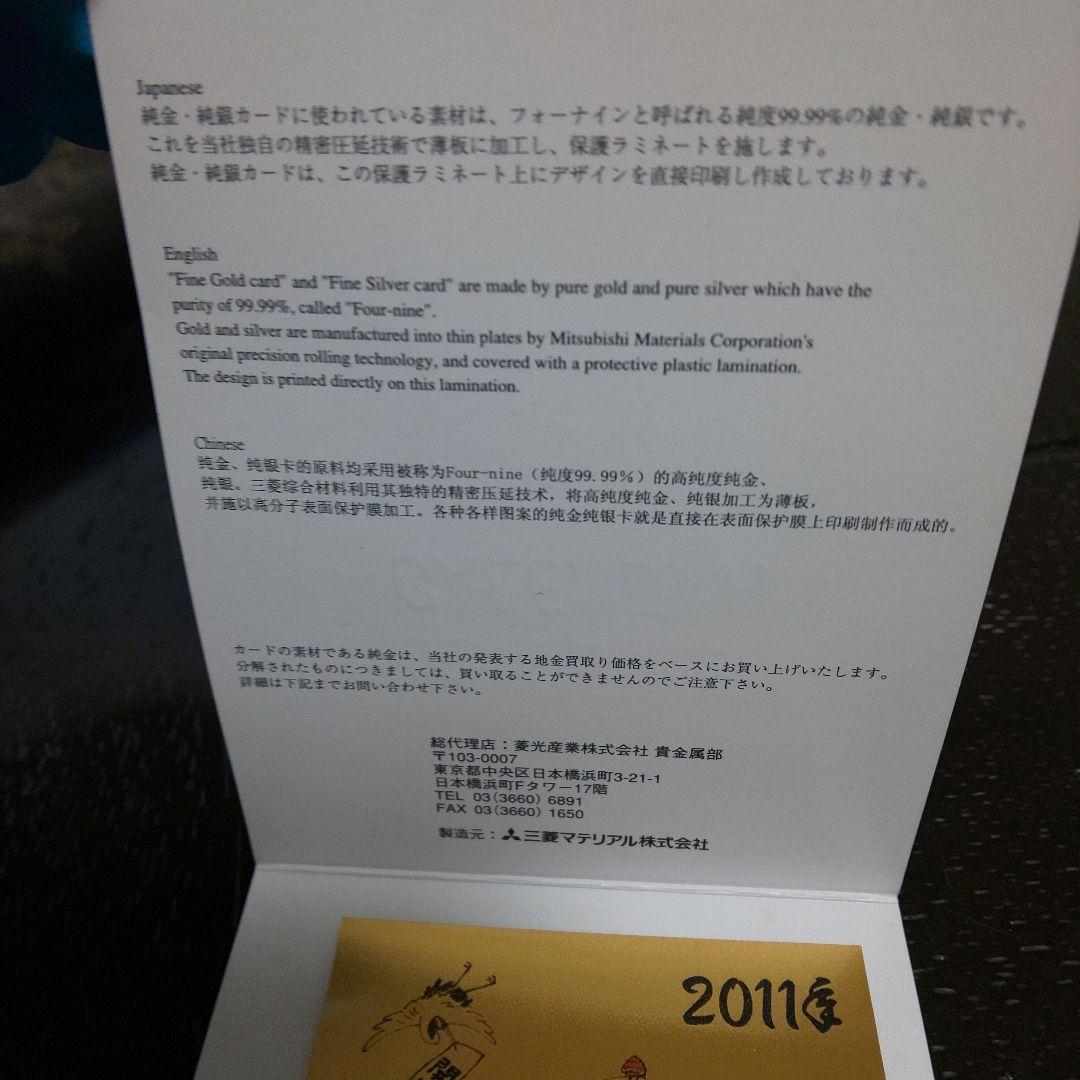 Japanese
純金・純銀カードに使われている素材は、フォーナインと呼ばれる純度99.99%の純金・純銀です。
これを当社独自の精密圧延技術で薄板に加工し、保護ラミネートを施します。
純金・純銀カードは、この保護ラミネート上にデザインを直接印刷し作成しております。
English
"Fine Gold card" and "Fine Silver card" are made by pure gold and pure silver which have the
purity of 99.99%, called "Four-nine".
Gold and silver are manufactured into thin plates by Mitsubishi Materials Corporation's
original precision rolling technology, and covered with a protective plastic lamination.
The design is printed directly on this lamination.
Chinese
纯金、纯银卡的原料均采用被称为Four-nine（纯度99.99%）的高纯度纯金、
纯银。三菱综合材料利用其独特的精密压延技术，将高纯度纯金、纯银加工为薄板，
并施以高分子表面保护膜加工。各种各样图案的纯金纯银卡就是直接在表面保护膜上印刷制作而成的。
カードの素材である純金は、当社の発表する地金買取り価格をベースにお買い上げいたします。
分解されたものにつきましては、買い取ることができませんのでご注意下さい。
詳細は下記までお問い合わせ下さい。
総代理店：菱光産業株式会社 貴金属部
〒103-0007
東京都中央区日本橋浜町3-21-1
日本橋浜町Fタワー17階
TEL 03(3660) 6891
FAX 03(3660) 1650
製造元：三菱マテリアル株式会社
2011年
開